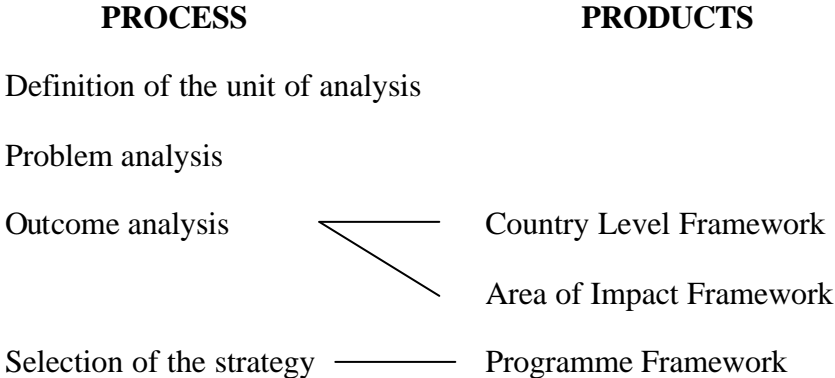 PROCESS PRODUCTS
Definition of the unit of analysis
Problem analysis
Outcome analysis Country Level Framework
Area of Impact Framework
Selection of the strategy Programme Framework